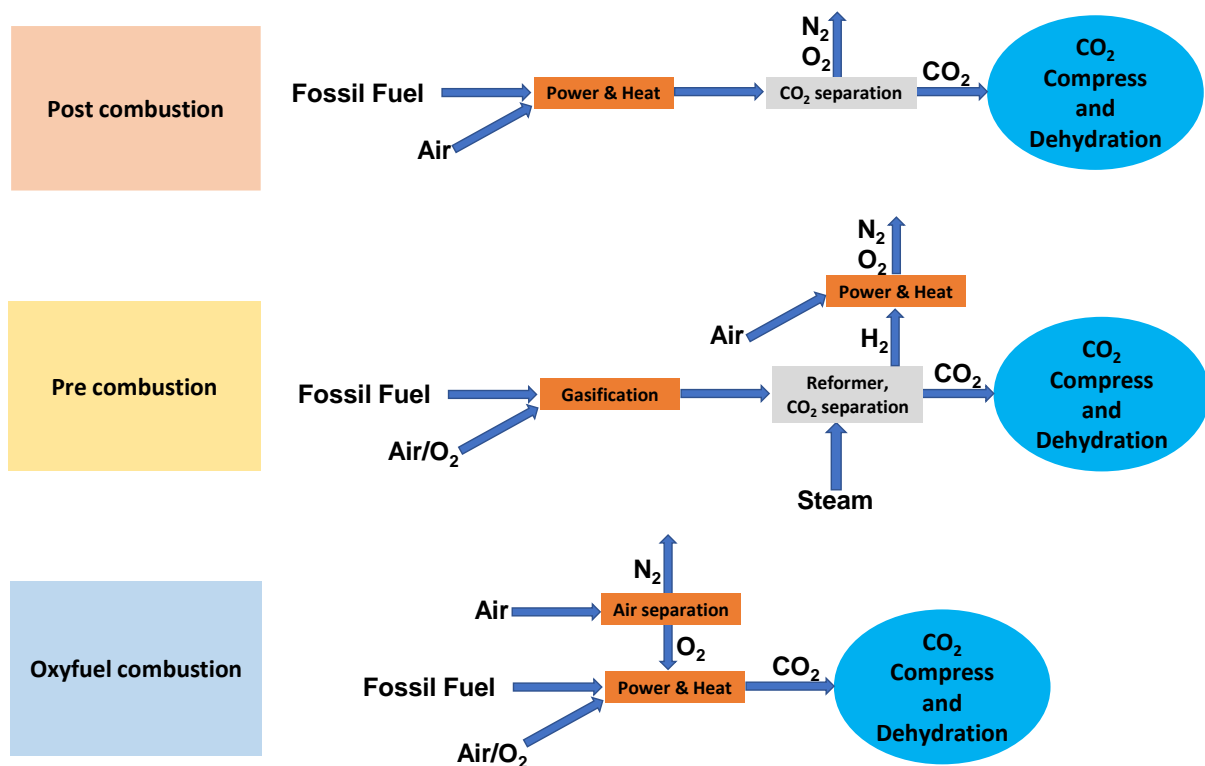 Post combustion
Fossil Fuel
Air
Power & Heat
N₂
O₂
CO₂ separation
CO₂
CO₂
Compress
and
Dehydration
Pre combustion
Fossil Fuel
Air/O₂
Gasification
N₂
O₂
Power & Heat
Air
H₂
Reformer,
CO₂ separation
Steam
CO₂
CO₂
Compress
and
Dehydration
Oxyfuel combustion
N₂
Air
Air separation
O₂
Fossil Fuel
Air/O₂
Power & Heat
CO₂
CO₂
Compress
and
Dehydration